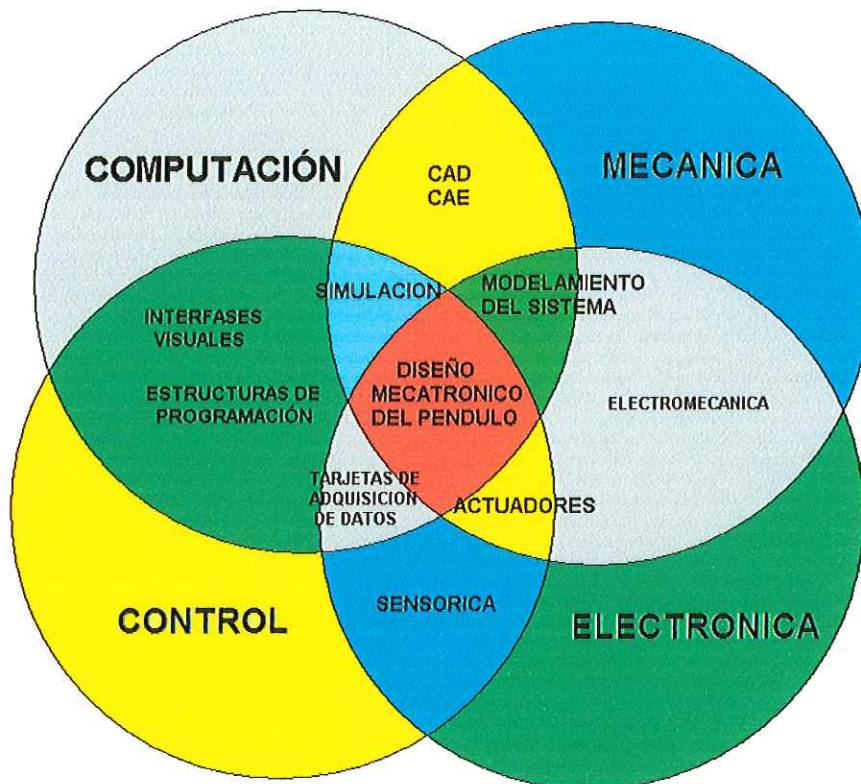 COMPUTACIÓN
MECANICA
CAD
CAE
SIMULACION
MODELAMIENTO
DEL SISTEMA
INTERFASES
VISUALES
ESTRUCTURAS DE
PROGRAMACIÓN
DISEÑO
MECATRONICO
DEL PENDULO
ELECTROMECANICA
TARJETAS DE
ADQUISICION
DE DATOS
ACTUADORES
CONTROL
SENSORICA
ELECTRONICA